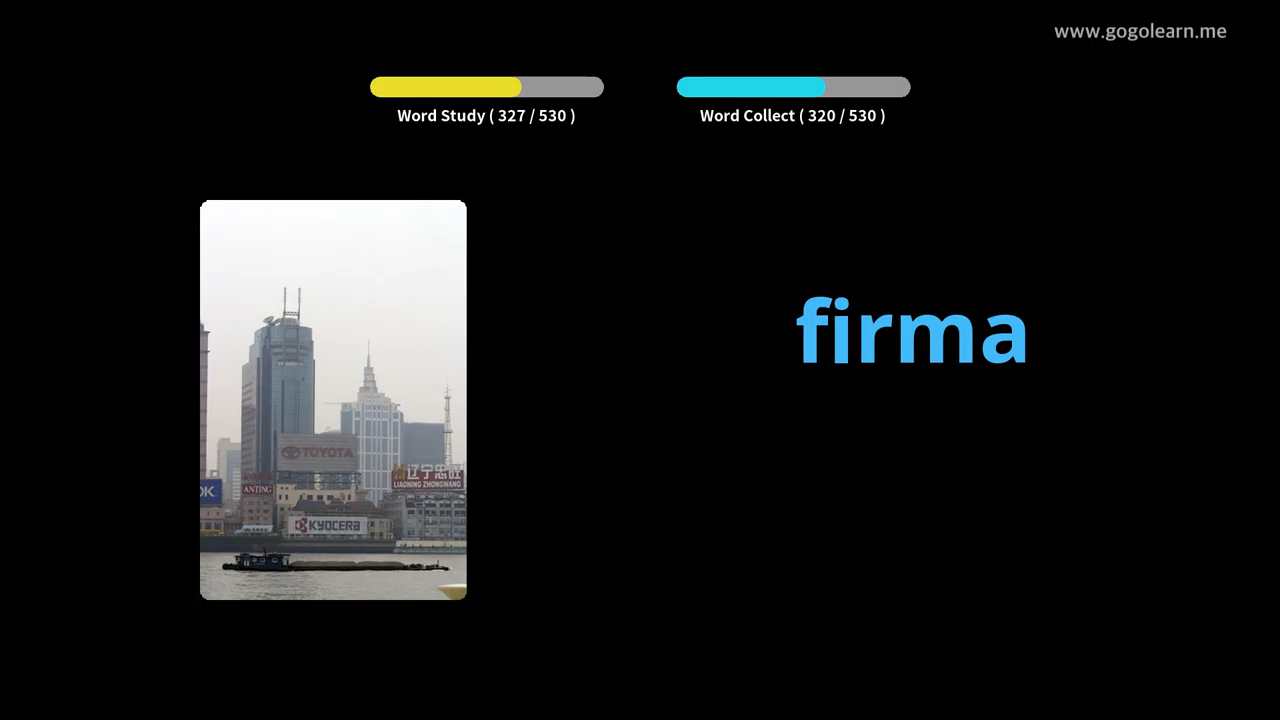 www.gogolearn.me
Word Study ( 327 / 530 )
Word Collect ( 320 / 530 )
firma
TOYOTA
辽宁忠旺
LIAONING ZHONGWANG
OK
ANTING
KYOCERA